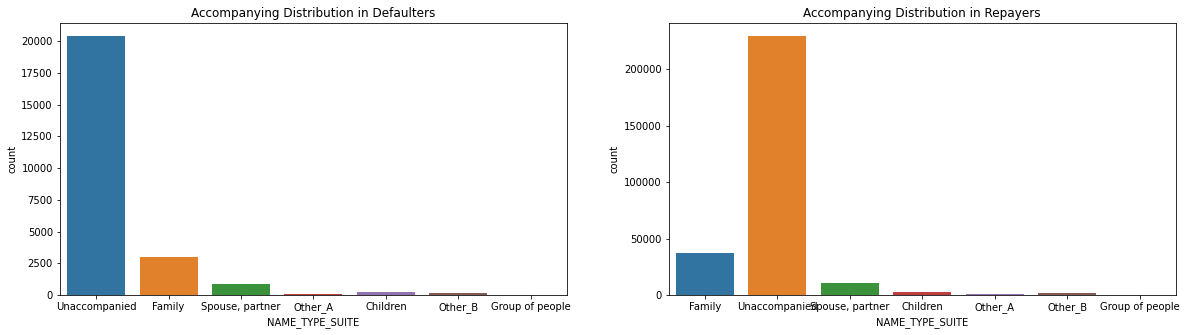 Accompanying Distribution in Defaulters
20000
17500
15000
12500
10000
7500
5000
2500
0
count
Unaccompanied Family Spouse, partner Other_A Children Other_B Group of people
NAME_TYPE_SUITE
Accompanying Distribution in Repayers
200000
150000
100000
50000
0
count
Family Unaccompanied Spouse, partner Children Other_A Other_B Group of people
NAME_TYPE_SUITE